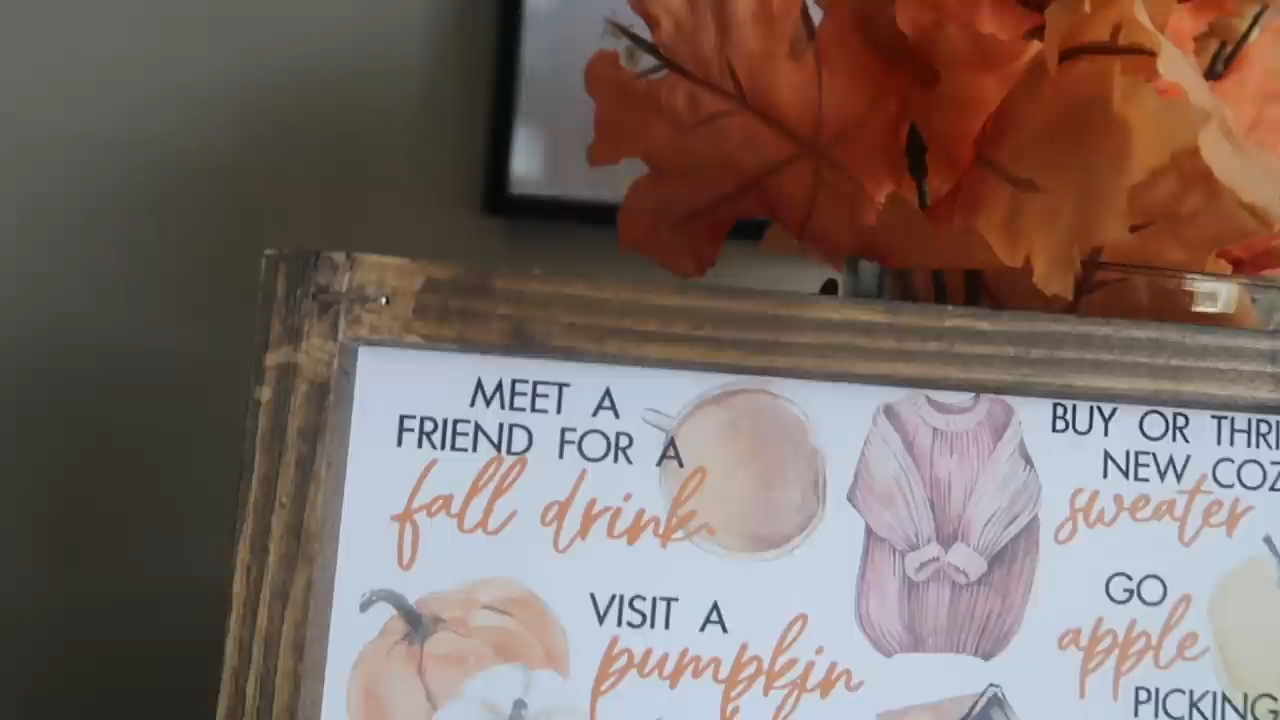 MEET A
FRIEND FOR A
fall drink.
VISIT A
pumpkin
BUY OR THRI
NEW COZ
sweater
GO
apple
PICKING